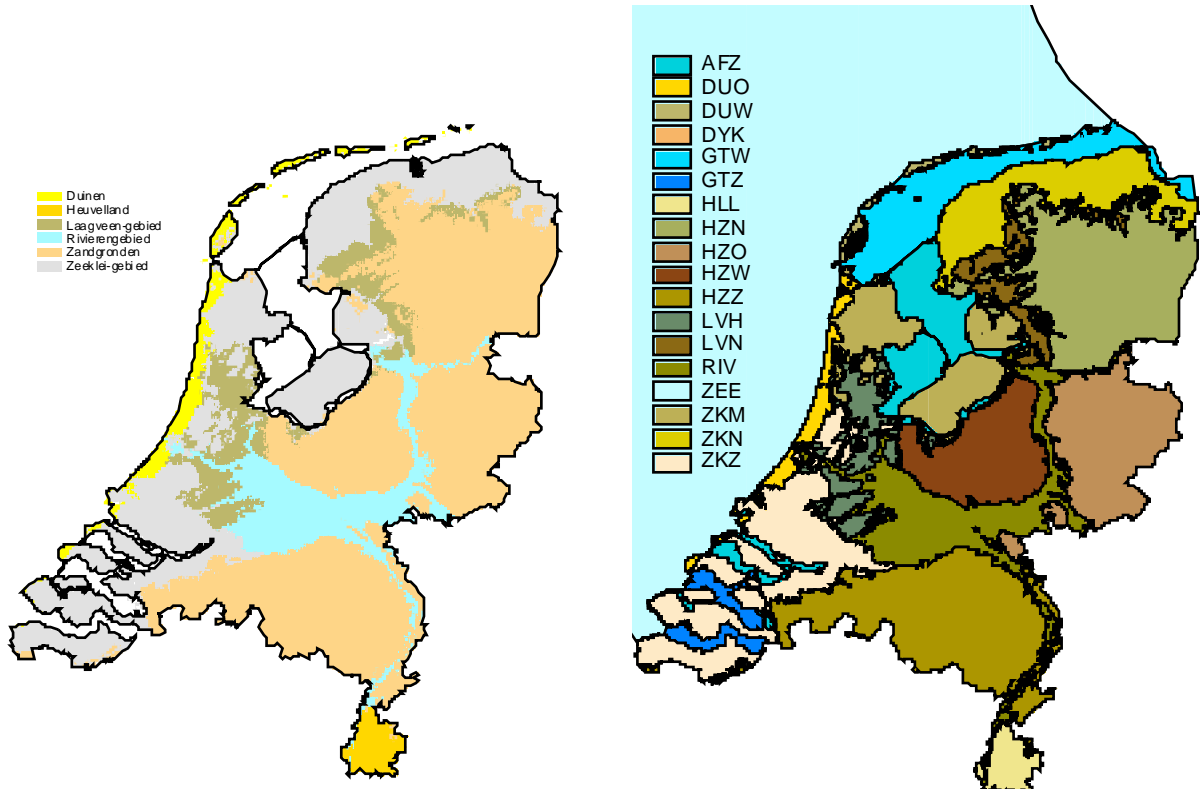 Duinen
Heuvelland
Laagveen-gebied
Rivierengebied
Zandgronden
Zeeklei-gebied
AFZ
DUO
DUW
DYK
GTW
GTZ
HLL
HZN
HZO
HZW
HZZ
LVH
LVN
RIV
ZEE
ZKM
ZKN
ZKZ